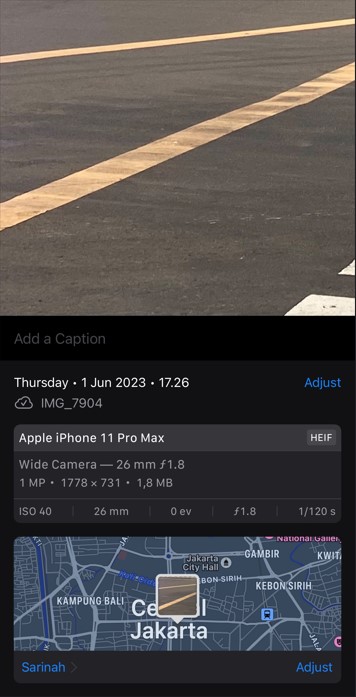 Add a Caption
Thursday • 1 Jun 2023 • 17.26
Adjust
IMG_7904
Apple iPhone 11 Pro Max
HEIF
Wide Camera — 26 mm ƒ1.8
1 MP • 1778 × 731 • 1,8 MB
ISO 40
26 mm
0 ev
ƒ1.8
1/120 s
National Galler
Jakarta
City Hall
GAMBIR
KWIT
BON-SIRIH
KEBON SIRIH
KAMPUNG BALI
Ce
l
Jakarta
Sarinah
Adjust